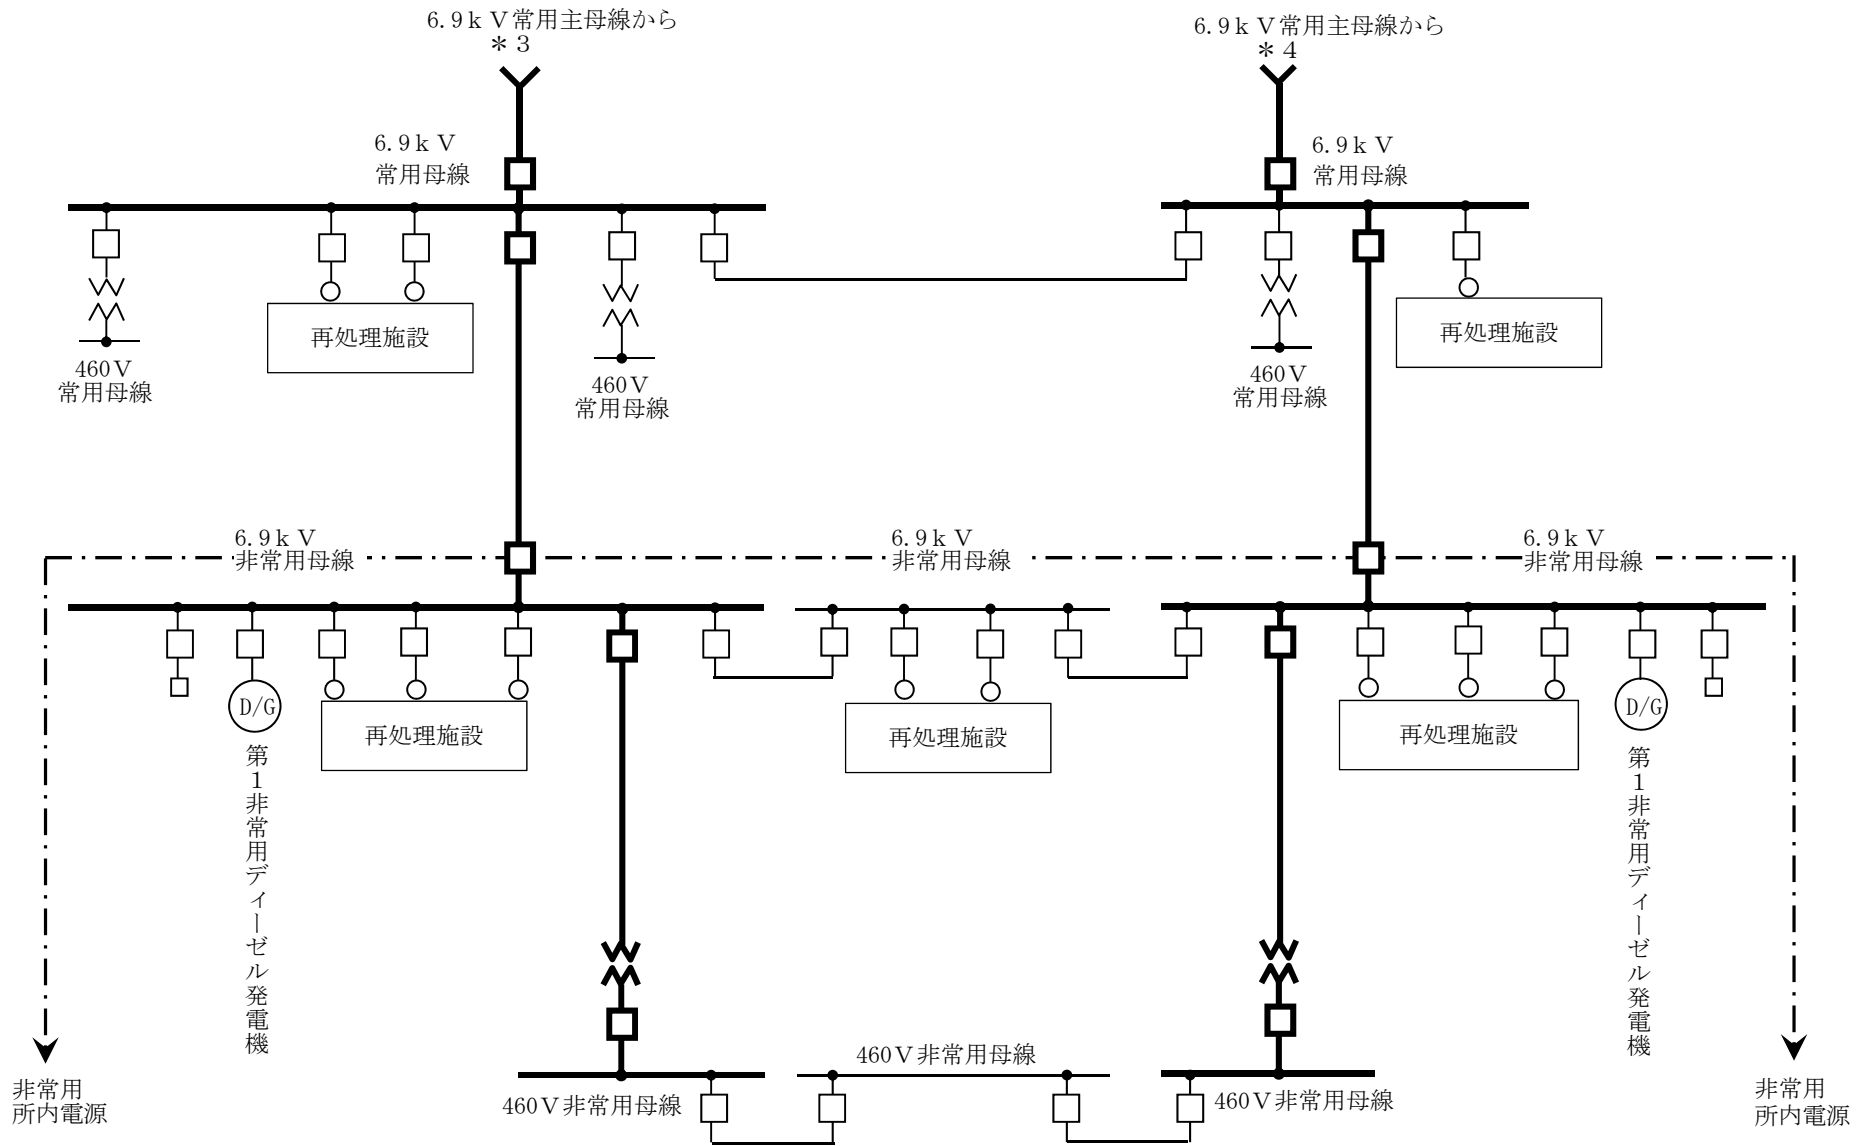 6.9kV常用主母線から
*3
6.9kV常用主母線から
*4
6.9kV
常用母線
6.9kV
常用母線
再処理施設
再処理施設
460V
常用母線
460V
常用母線
460V
常用母線
6.9kV
非常用母線
6.9kV
非常用母線
6.9kV
非常用母線
D/G
D/G
再処理施設
再処理施設
再処理施設
第1非常用ディーゼル発電機
第1非常用ディーゼル発電機
460V非常用母線
460V非常用母線
460V非常用母線
非常用
所内電源
非常用
所内電源